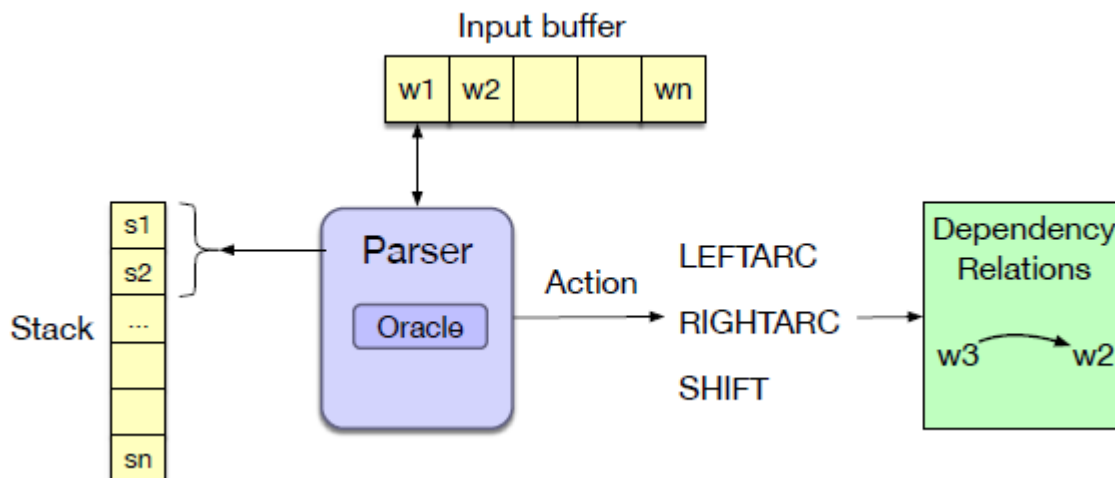 Input buffer
w1 w2 wn
s1
s2
...
sn
Stack
Parser
Oracle
Action
LEFTARC
RIGHTARC
SHIFT
Dependency
Relations
w3 w2